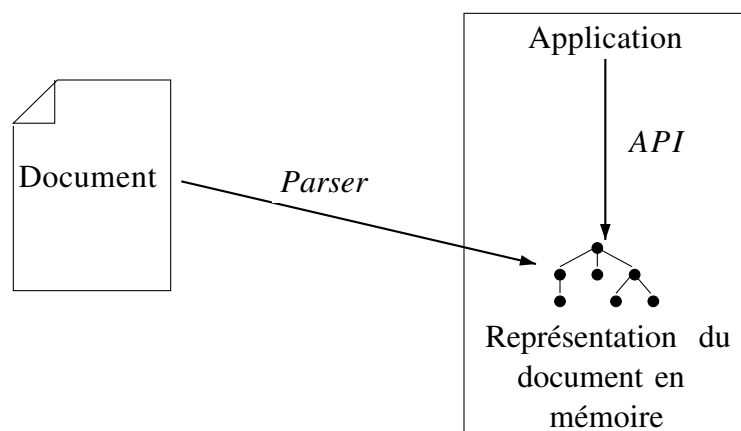 Application
API
Document
Parser
Représentation du
document en
mémoire